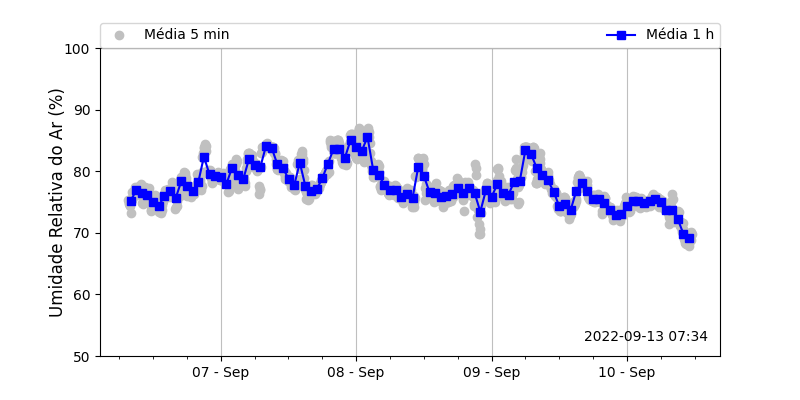 Média 5 min
Média 1 h
Umidade Relativa do Ar (%)
100
90
80
70
60
50
2022-09-13 07:34
07 - Sep
08 - Sep
09 - Sep
10 - Sep